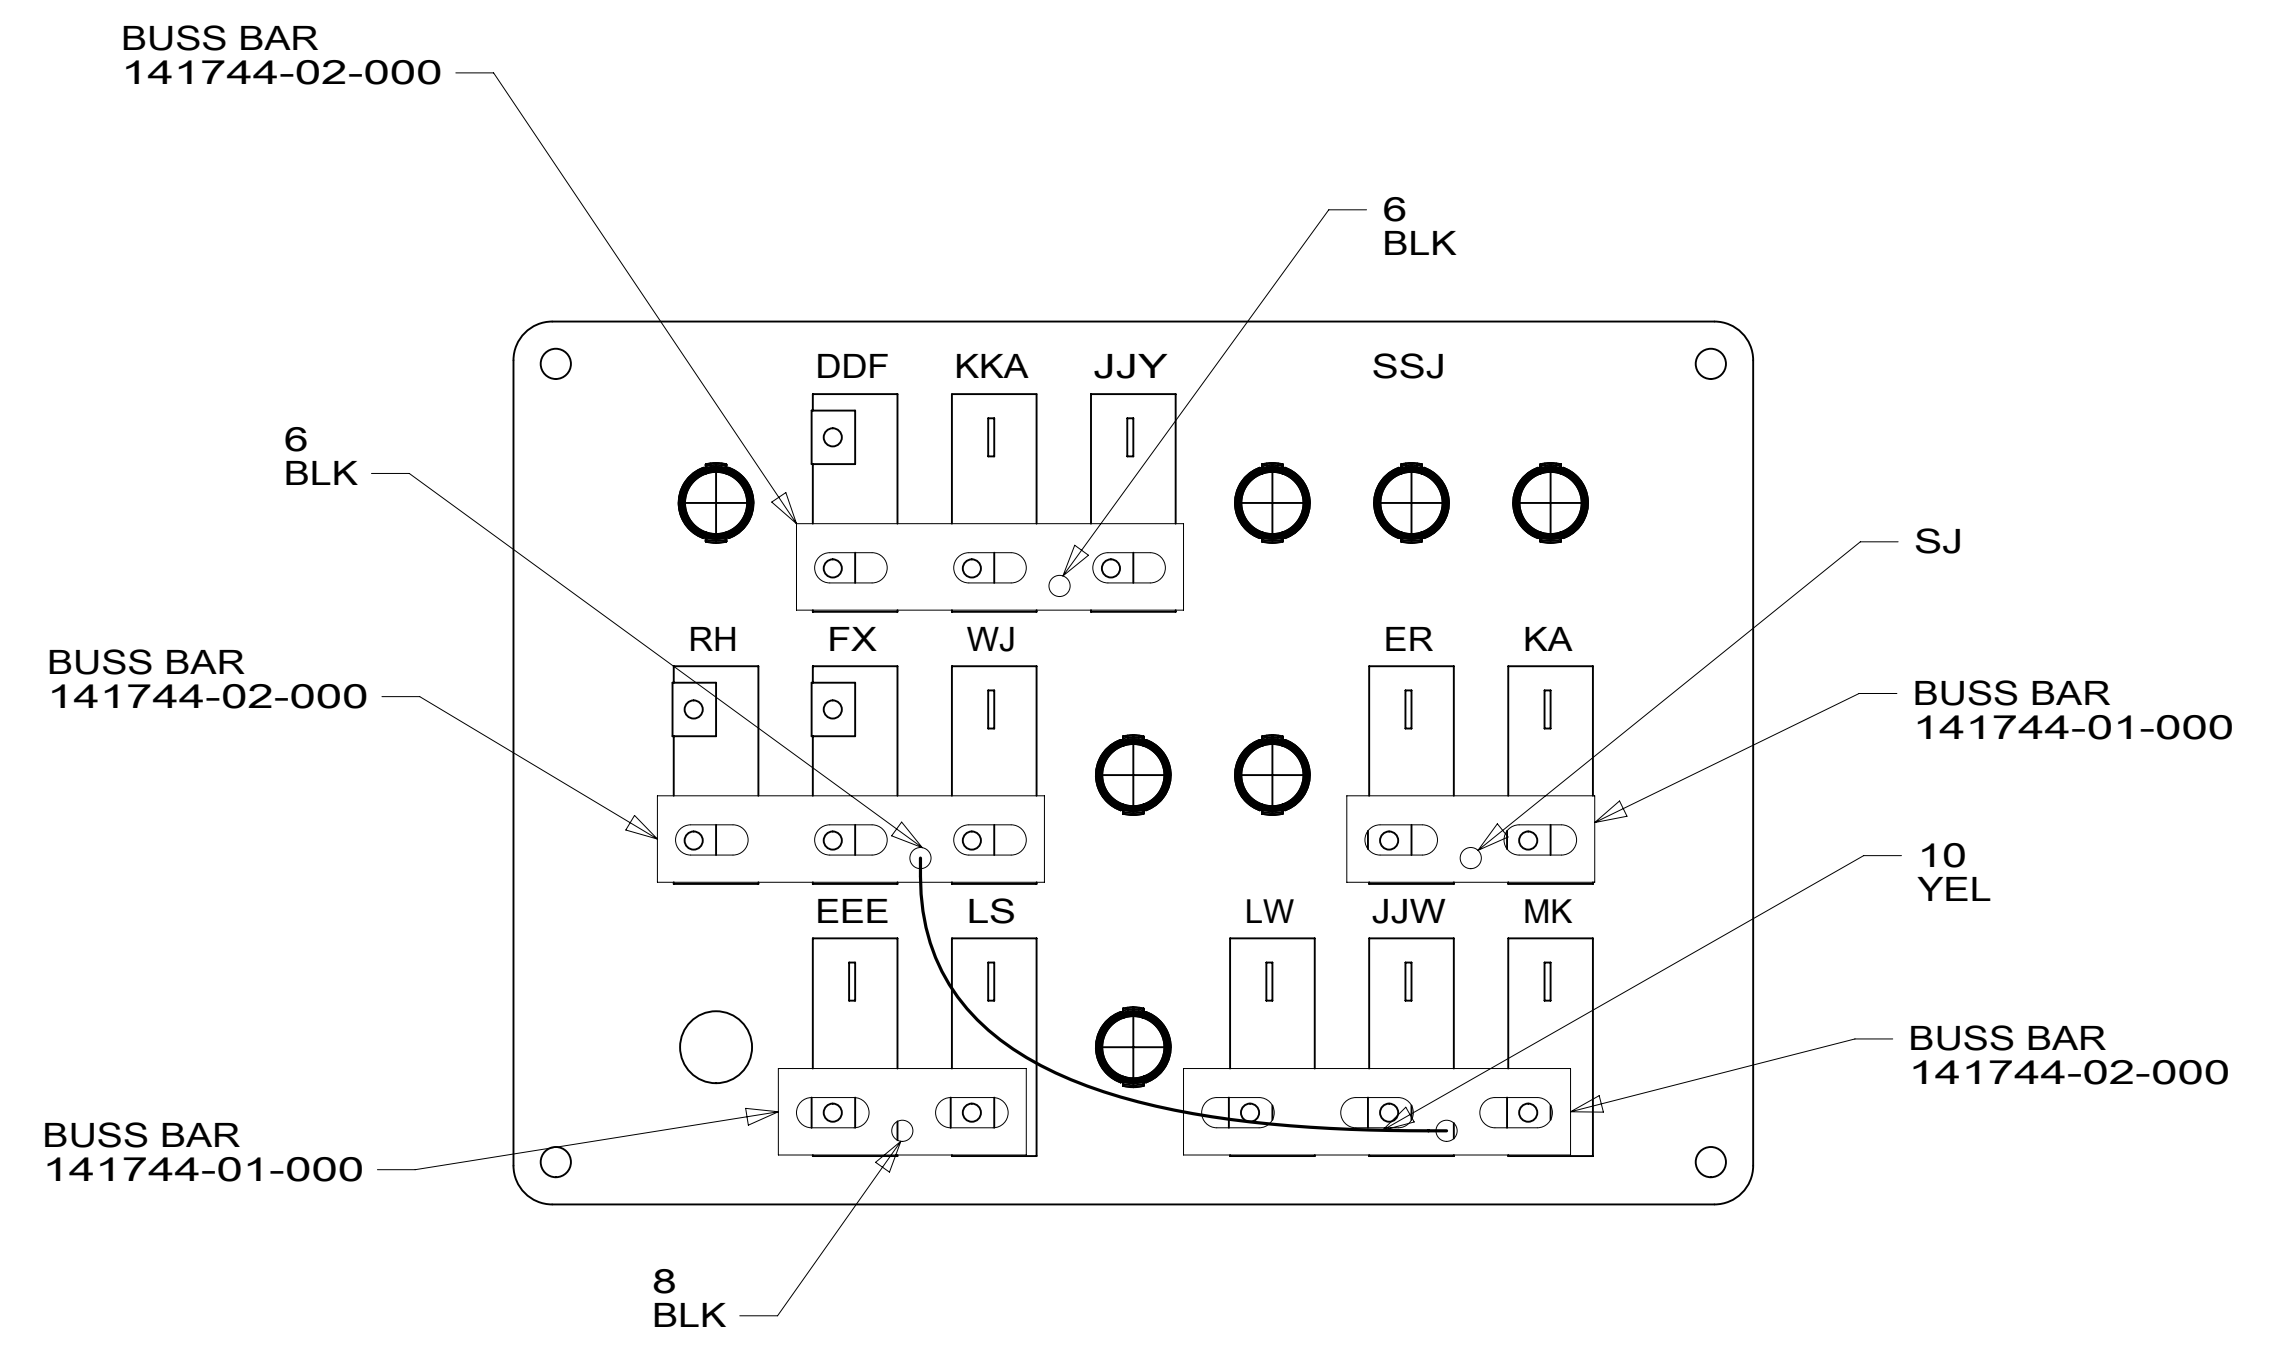 BUSS BAR
141744-02-000
6
BLK
DDF KKA JJY SSJ
6
BLK
SJ
RH FX WJ ER KA
BUSS BAR
141744-02-000
BUSS BAR
141744-01-000
10
YEL
EEE LS LW JJW MK
BUSS BAR
141744-02-000
BUSS BAR
141744-01-000
8
BLK